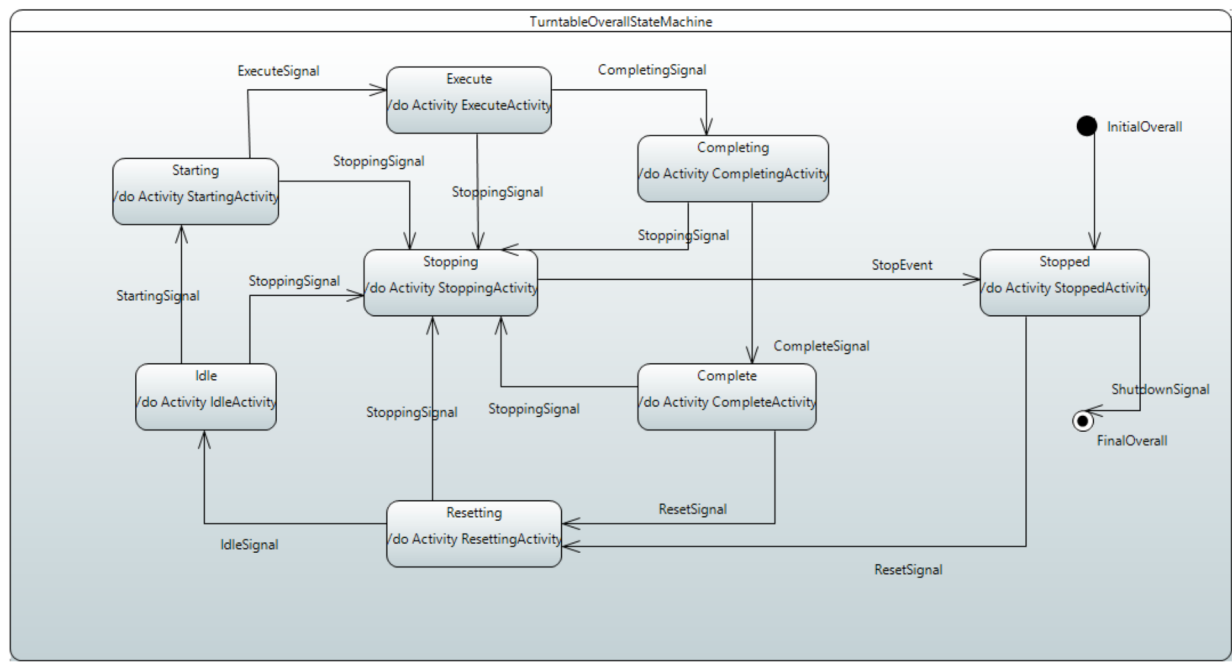 TurntableOverallStateMachine
ExecuteSignal
Execute
/do Activity ExecuteActivity
CompletingSignal
InitialOverall
Completing
/do Activity CompletingActivity
Starting
/do Activity StartingActivity
StoppingSignal
StoppingSignal
StoppingSignal
Stopping
/do Activity StoppingActivity
StopEvent
Stopped
/do Activity StoppedActivity
StoppingSignal
StartingSignal
CompleteSignal
Idle
/do Activity IdleActivity
Complete
/do Activity CompleteActivity
StoppingSignal
StoppingSignal
ShutdownSignal
FinalOverall
Resetting
/do Activity ResettingActivity
ResetSignal
IdleSignal
ResetSignal